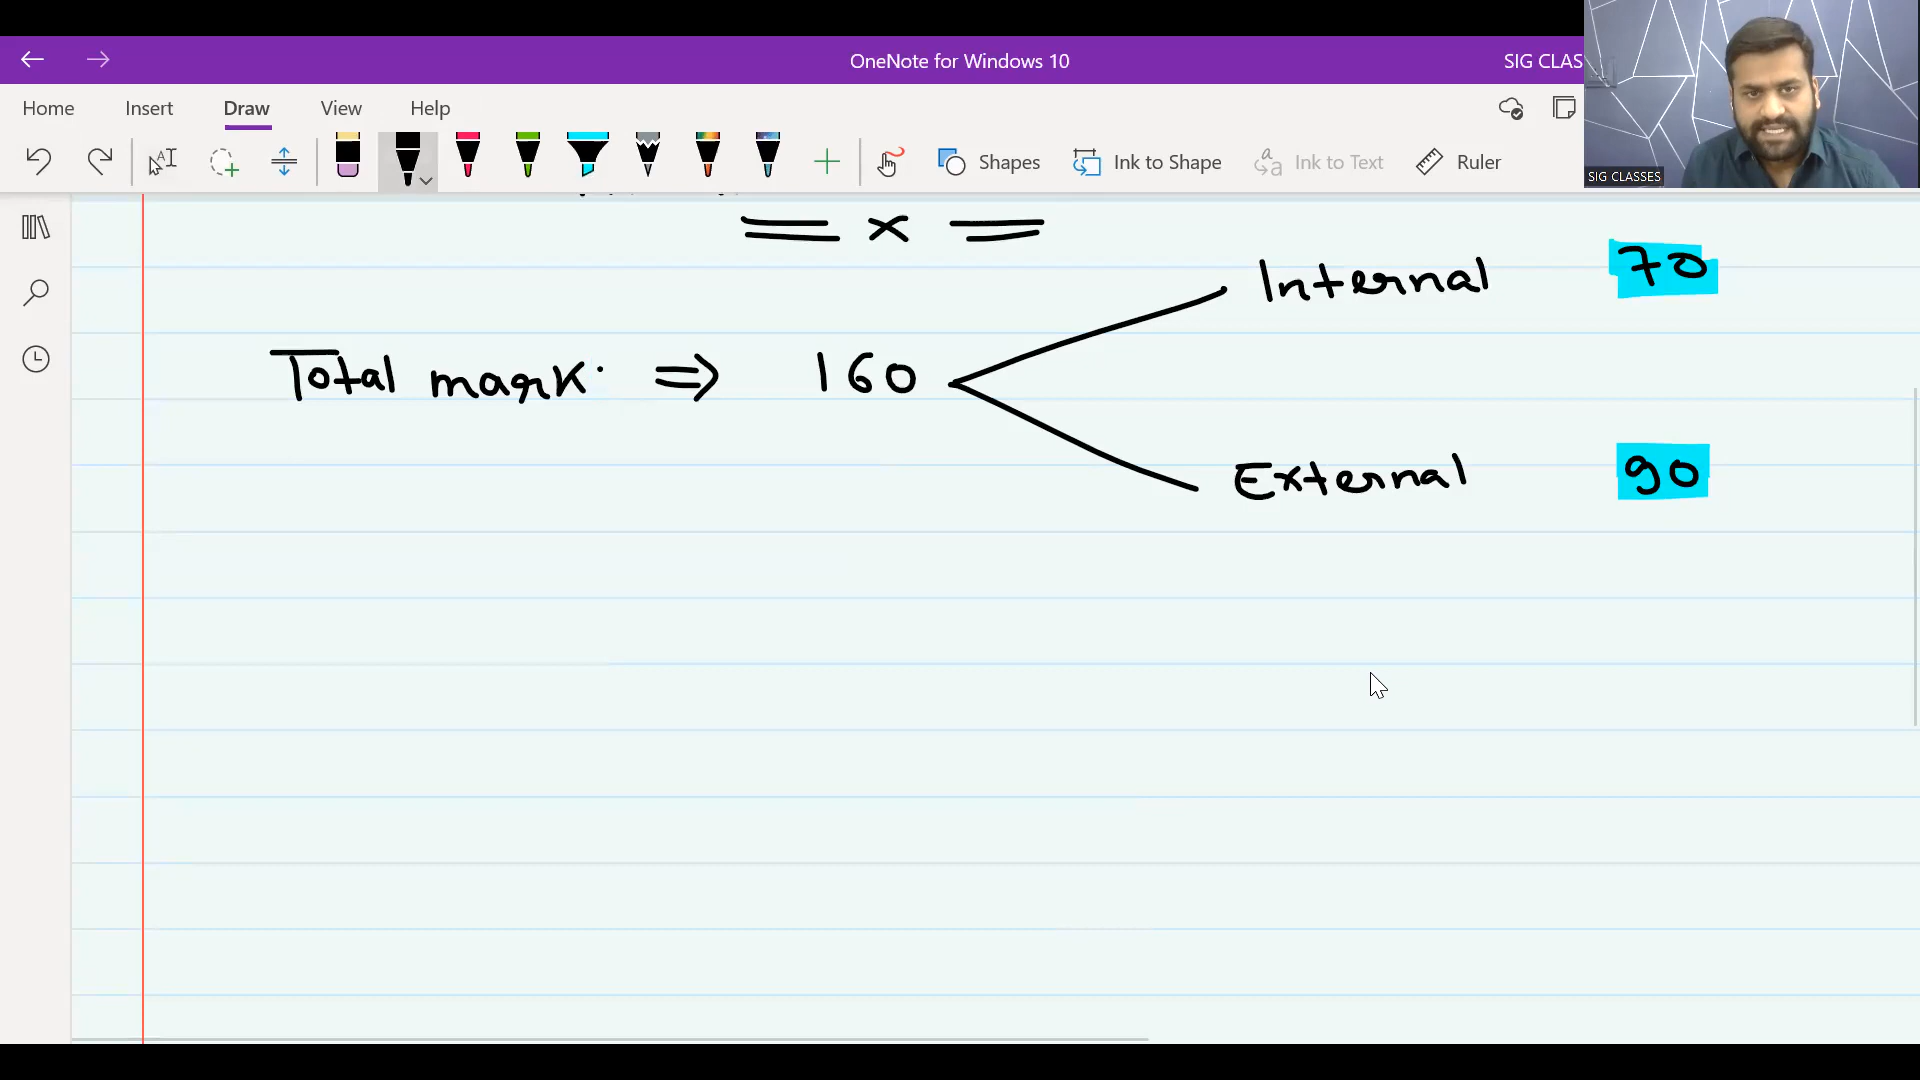 OneNote for Windows 10
SIG CLAS
Home Insert Draw View Help
Shapes Ink to Shape Ink to Text Ruler
SIG CLASSES
== x ==
Internal 70
Total mark. ⇒ 160
External 90